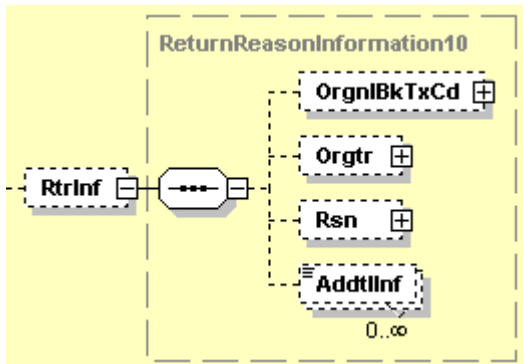 ReturnReasonInformation10
OrgnlBkTxCd
Orgtr
RtrInf
Rsn
AddtlInf
0..∞